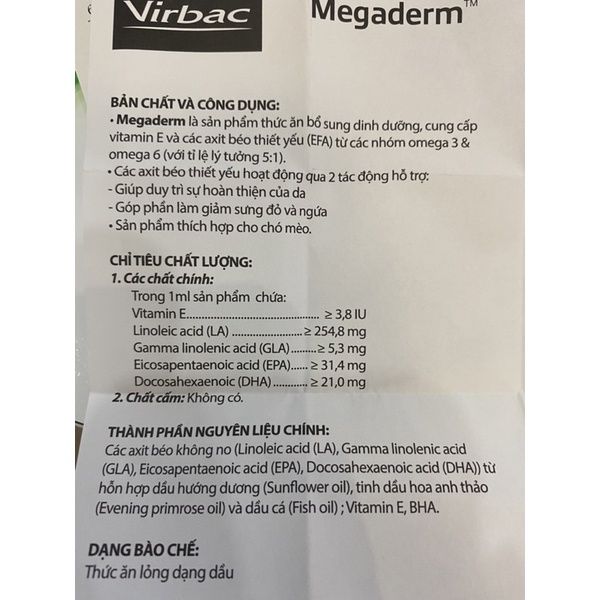 Virbac
Megaderm™
BẢN CHẤT VÀ CÔNG DỤNG:
• Megaderm là sản phẩm thức ăn bổ sung dinh dưỡng, cung cấp
vitamin E và các axit béo thiết yếu (EFA) từ các nhóm omega 3 &
omega 6 (với tỉ lệ lý tưởng 5:1).
• Các axit béo thiết yếu hoạt động qua 2 tác động hỗ trợ:
- Giúp duy trì sự hoàn thiện của da
- Góp phần làm giảm sưng đỏ và ngứa
• Sản phẩm thích hợp cho chó mèo.
CHỈ TIÊU CHẤT LƯỢNG:
1. Các chất chính:
Trong 1ml sản phẩm chứa:
Vitamin E........................................ ≥ 3,8 IU
Linoleic acid (LA) ...................... ≥ 254,8 mg
Gamma linolenic acid (GLA)........ ≥ 5,3 mg
Eicosapentaenoic acid (EPA)..... ≥ 31,4 mg
Docosahexaenoic (DHA) ........... ≥ 21,0 mg
2. Chất cấm: Không có.
THÀNH PHẦN NGUYÊN LIỆU CHÍNH:
Các axit béo không no (Linoleic acid (LA), Gamma linolenic acid
(GLA), Eicosapentaenoic acid (EPA), Docosahexaenoic acid (DHA)) từ
hỗn hợp dầu hướng dương (Sunflower oil), tinh dầu hoa anh thảo
(Evening primrose oil) và dầu cá (Fish oil) ; Vitamin E, BHA.
DẠNG BÀO CHẾ:
Thức ăn lỏng dạng dầu